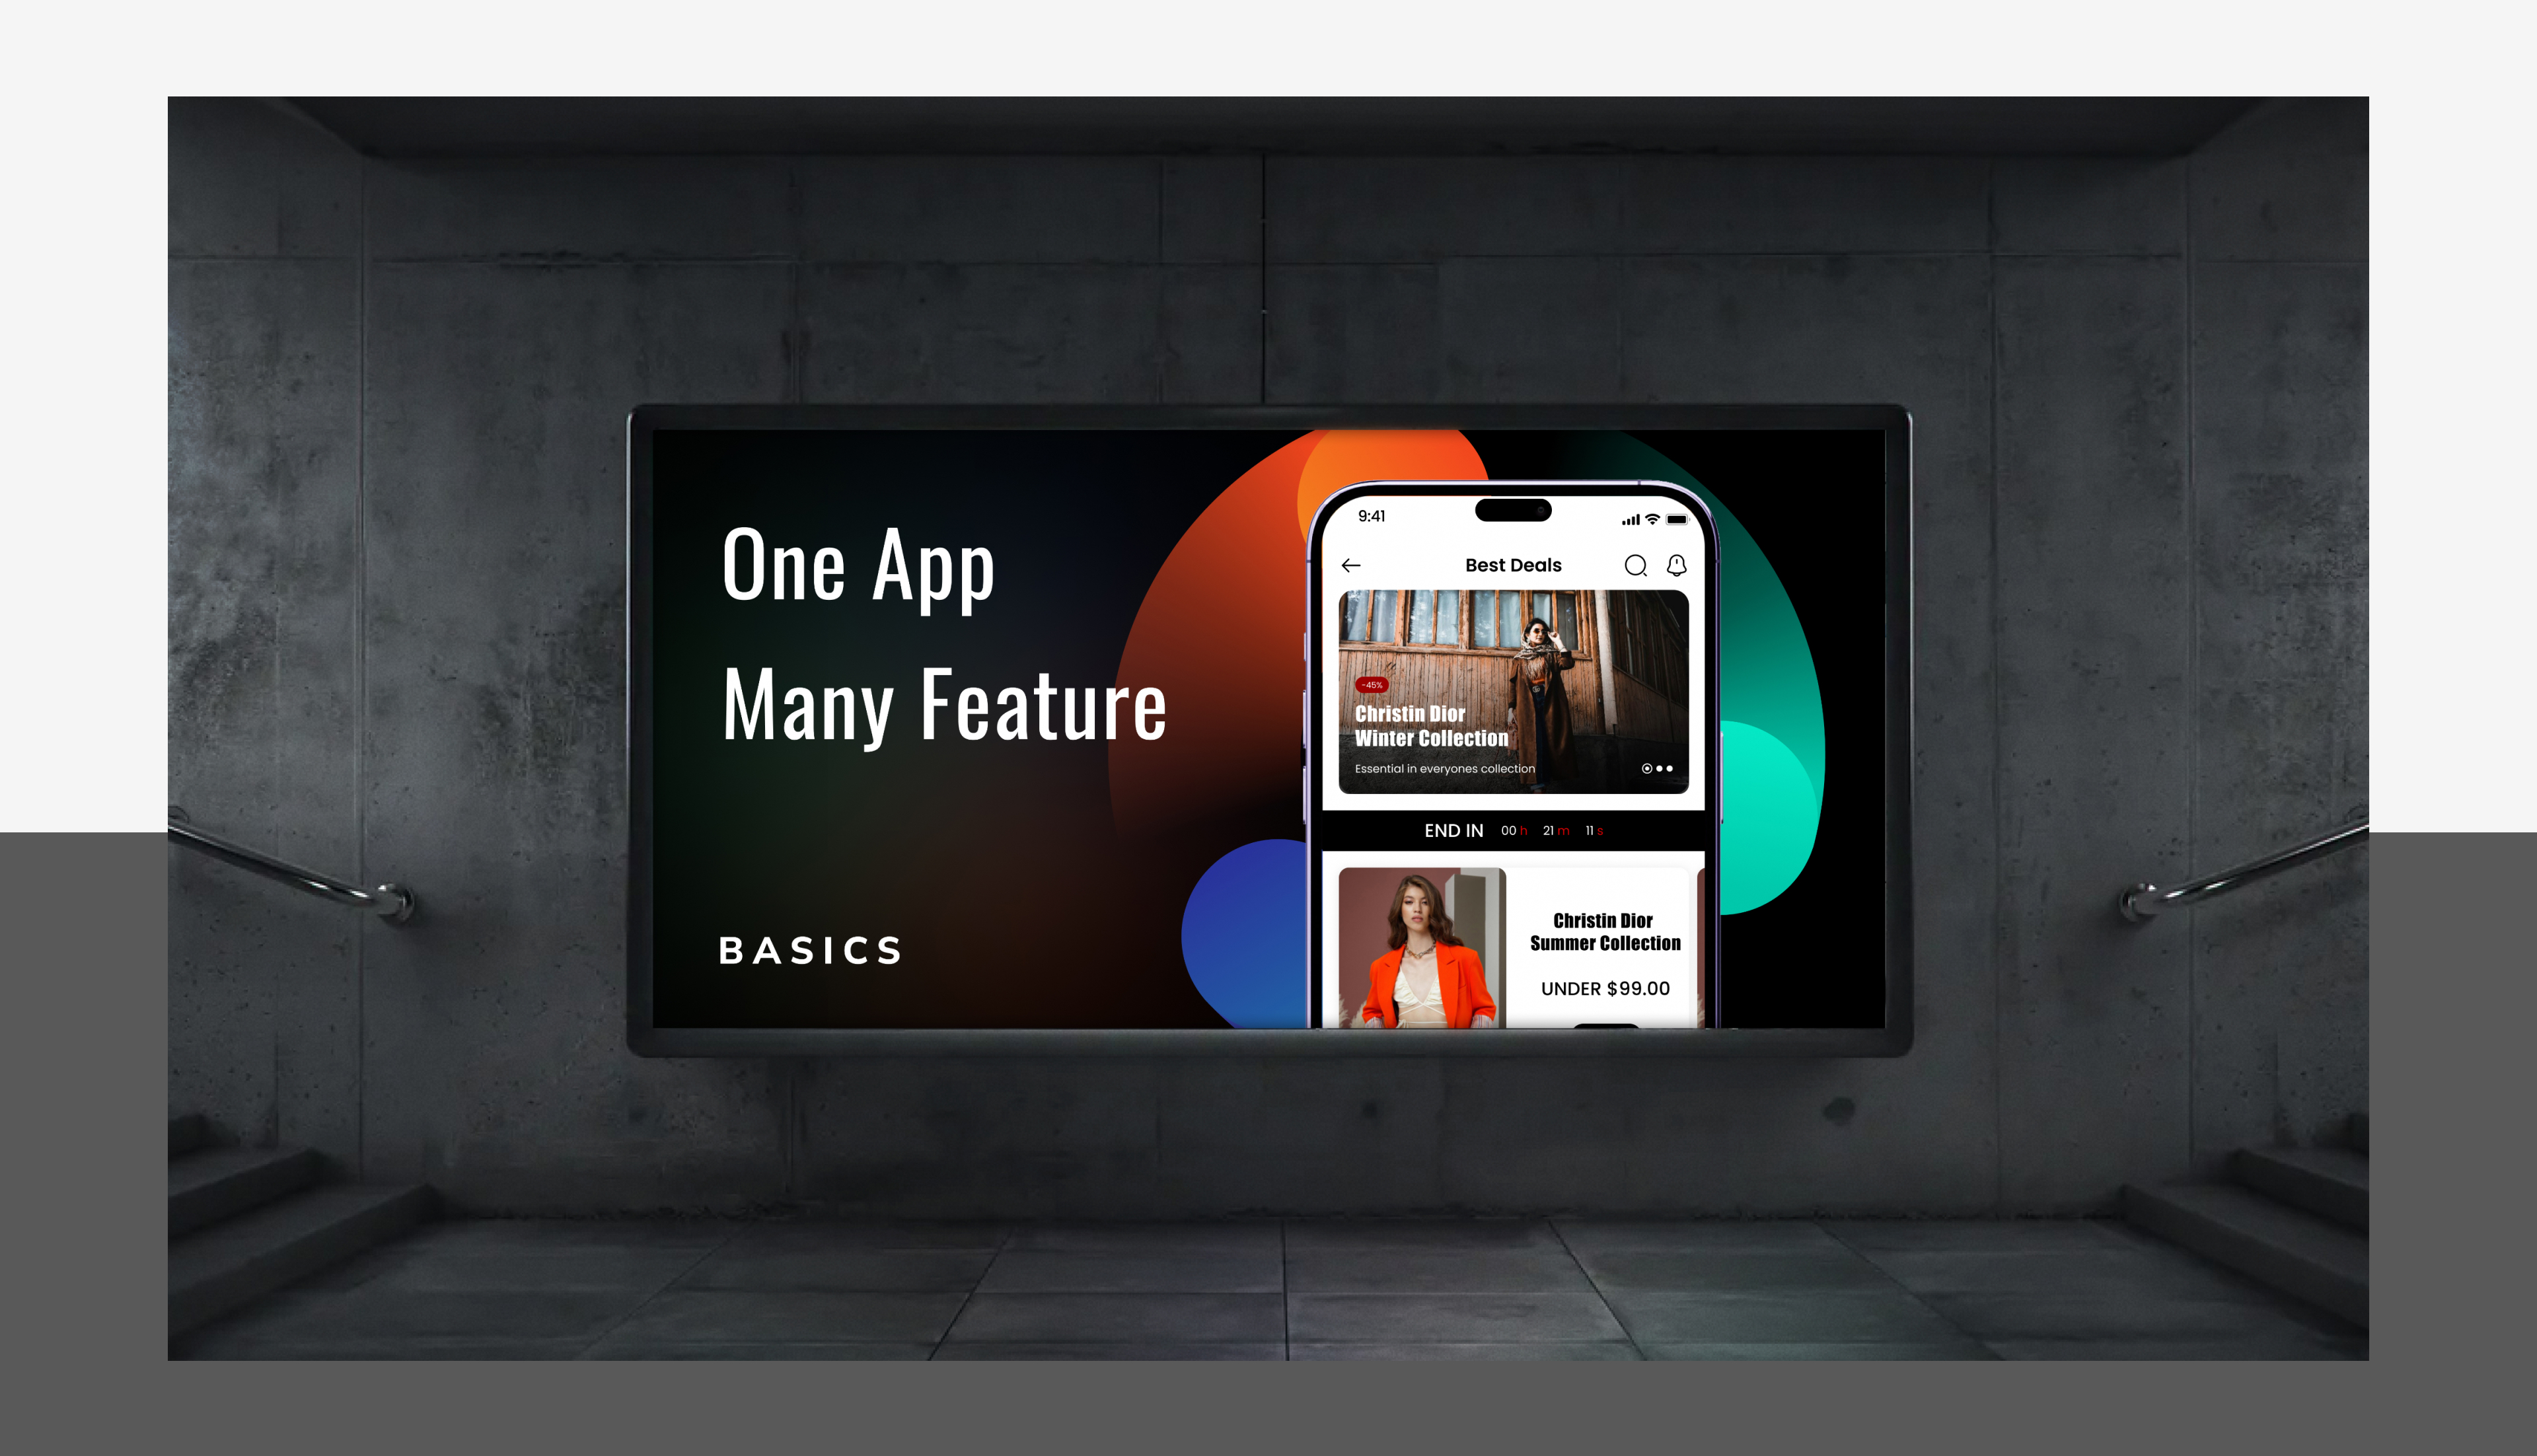 One App
Many Feature
BASICS
9:41
Best Deals
-45%
Christin Dior
Winter Collection
Essential in everyones collection
END IN 00 h 21 m 11 s
Christin Dior
Summer Collection
UNDER $99.00